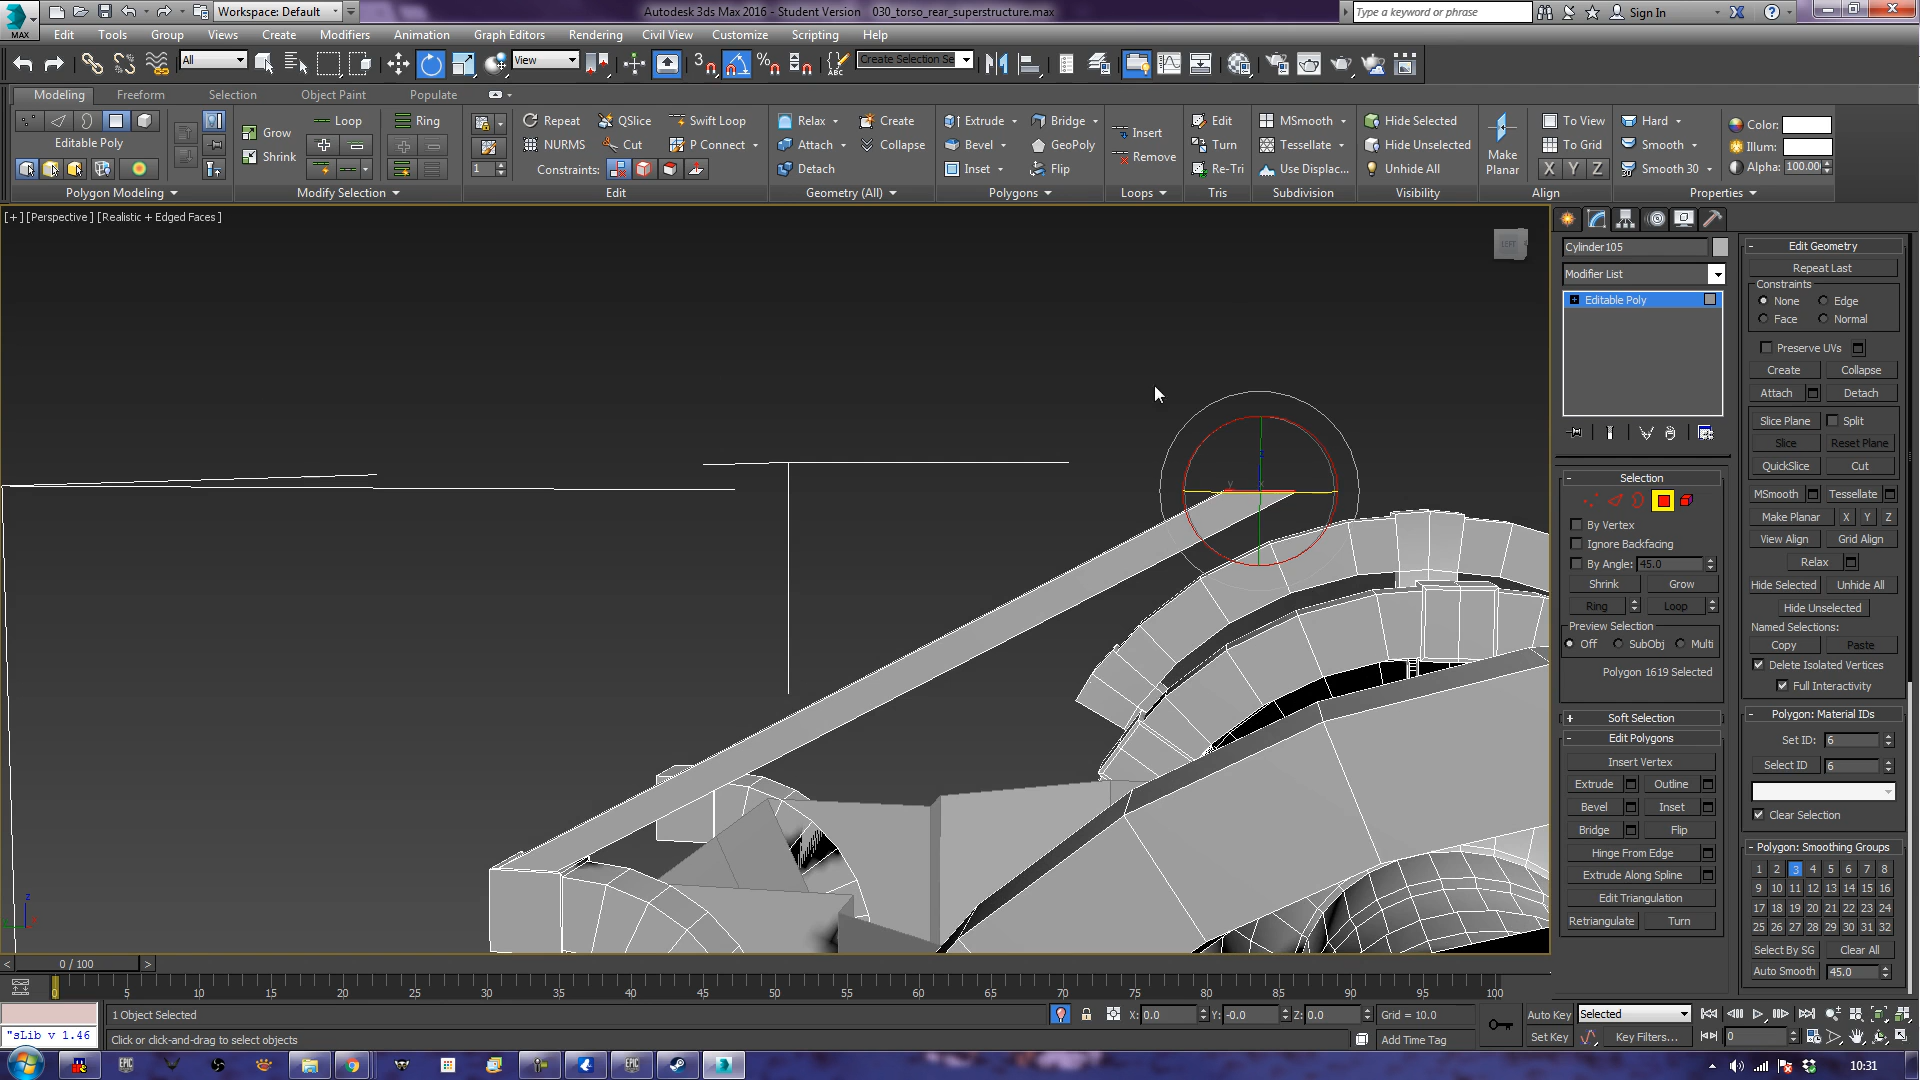 Workspace: Default
Autodesk 3ds Max 2016 - Student Version    030_torso_rear_superstructure.max
Type a keyword or phrase
Sign In
MAX
Edit Tools Group Views Create Modifiers Animation Graph Editors Rendering Civil View Customize Scripting Help
All
View
Create Selection Se
Modeling Freeform Selection Object Paint Populate
Loop Ring Repeat QSlice Swift Loop Relax Create Extrude Bridge Insert Edit MSmooth Hide Selected To View Hard Color:
Grow NURMS Cut P Connect Attach Collapse Bevel GeoPoly Turn Tessellate Hide Unselected Make Planar To Grid Smooth Illum:
Edit Poly
Shrink 1 Constraints: Detach Inset Flip Remove Re-Tri Use Displac... Unhide All X Y Z Smooth 30 Alpha: 100.00
Polygon Modeling Modify Selection Edit Geometry (All) Polygons Loops Tris Subdivision Visibility Align Properties
[+] [Perspective] [Realistic + Edged Faces]
LEFT
Cylinder105
Modifier List
Editable Poly
Selection
By Vertex
Ignore Backfacing
By Angle: 45.0
Shrink Grow
Ring Loop
Preview Selection
Off SubObj Multi
Polygon 1619 Selected
Soft Selection
Edit Polygons
Insert Vertex
Extrude Outline
Bevel Inset
Bridge Flip
Hinge From Edge
Extrude Along Spline
Edit Triangulation
Retriangulate Turn
Edit Geometry
Repeat Last
Constraints
None Edge
Face Normal
Preserve UVs
Create Collapse
Attach Detach
Slice Plane Split
Slice Reset Plane
QuickSlice Cut
MSmooth Tessellate
Make Planar X Y Z
View Align Grid Align
Relax
Hide Selected Unhide All
Hide Unselected
Named Selections:
Copy Paste
Delete Isolated Vertices
Full Interactivity
Polygon: Material IDs
Set ID: 6
Select ID 6
Clear Selection
Polygon: Smoothing Groups
1 2 3 4 5 6 7 8
9 10 11 12 13 14 15 16
17 18 19 20 21 22 23 24
25 26 27 28 29 30 31 32
Select By SG Clear All
Auto Smooth 45.0
0 / 100
0 5 10 15 20 25 30 35 40 45 50 55 60 65 70 75 80 85 90 95 100
1 Object Selected
X: 0.0 Y: -0.0 Z: 0.0 Grid = 10.0 Auto Key Selected
"sLib v 1.46
Click or click-and-drag to select objects
Add Time Tag Set Key Key Filters... 0
EPIC
EPIC
10:31